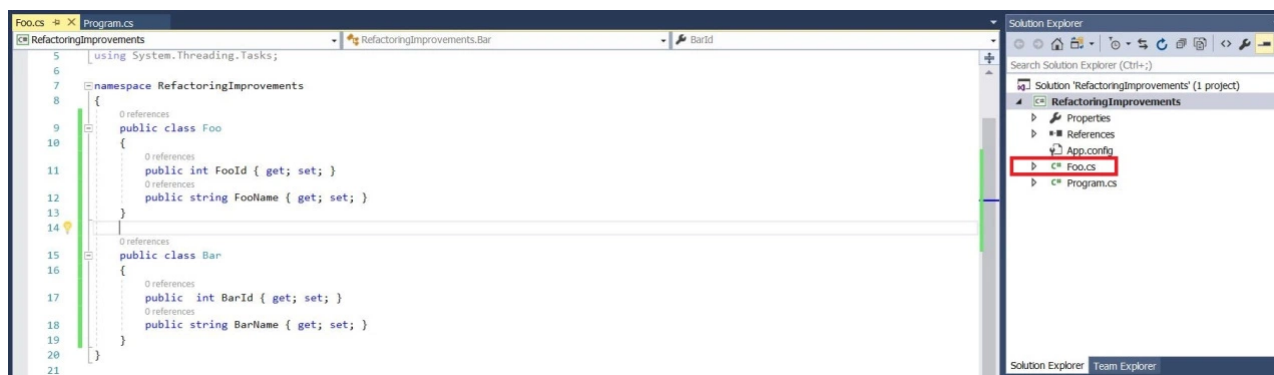 Foo.cs Program.cs
RefactoringImprovements RefactoringImprovements.Bar BarId
5 using System.Threading.Tasks;
6
7 namespace RefactoringImprovements
8 {
0 references
9 public class Foo
10 {
0 references
11 public int FooId { get; set; }
0 references
12 public string FooName { get; set; }
13 }
14
0 references
15 public class Bar
16 {
0 references
17 public  int BarId { get; set; }
0 references
18 public string BarName { get; set; }
19 }
20 }
21
Solution Explorer
Search Solution Explorer (Ctrl+;)
Solution 'RefactoringImprovements' (1 project)
C# RefactoringImprovements
Properties
References
App.config
C# Foo.cs
C# Program.cs
Solution Explorer Team Explorer